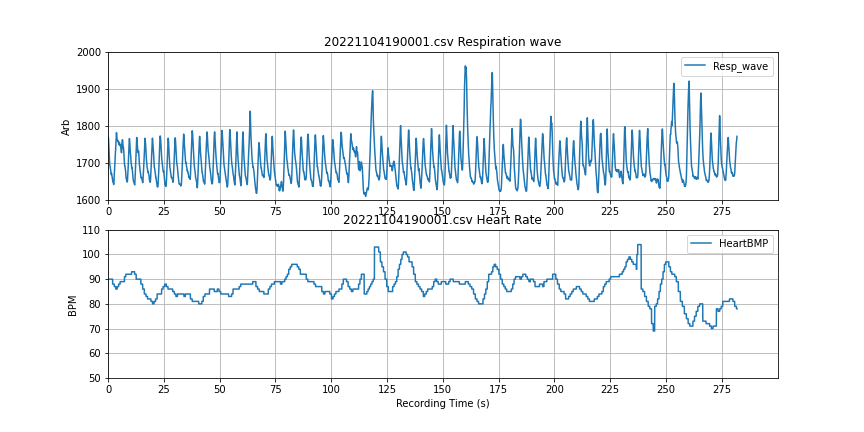 20221104190001.csv Respiration wave
2000
1900
1800
1700
1600
Arb
Resp_wave
0 25 50 75 100 125 150 175 200 225 250 275
20221104190001.csv Heart Rate
110
100
90
80
70
60
50
BPM
HeartBMP
0 25 50 75 100 125 150 175 200 225 250 275
Recording Time (s)